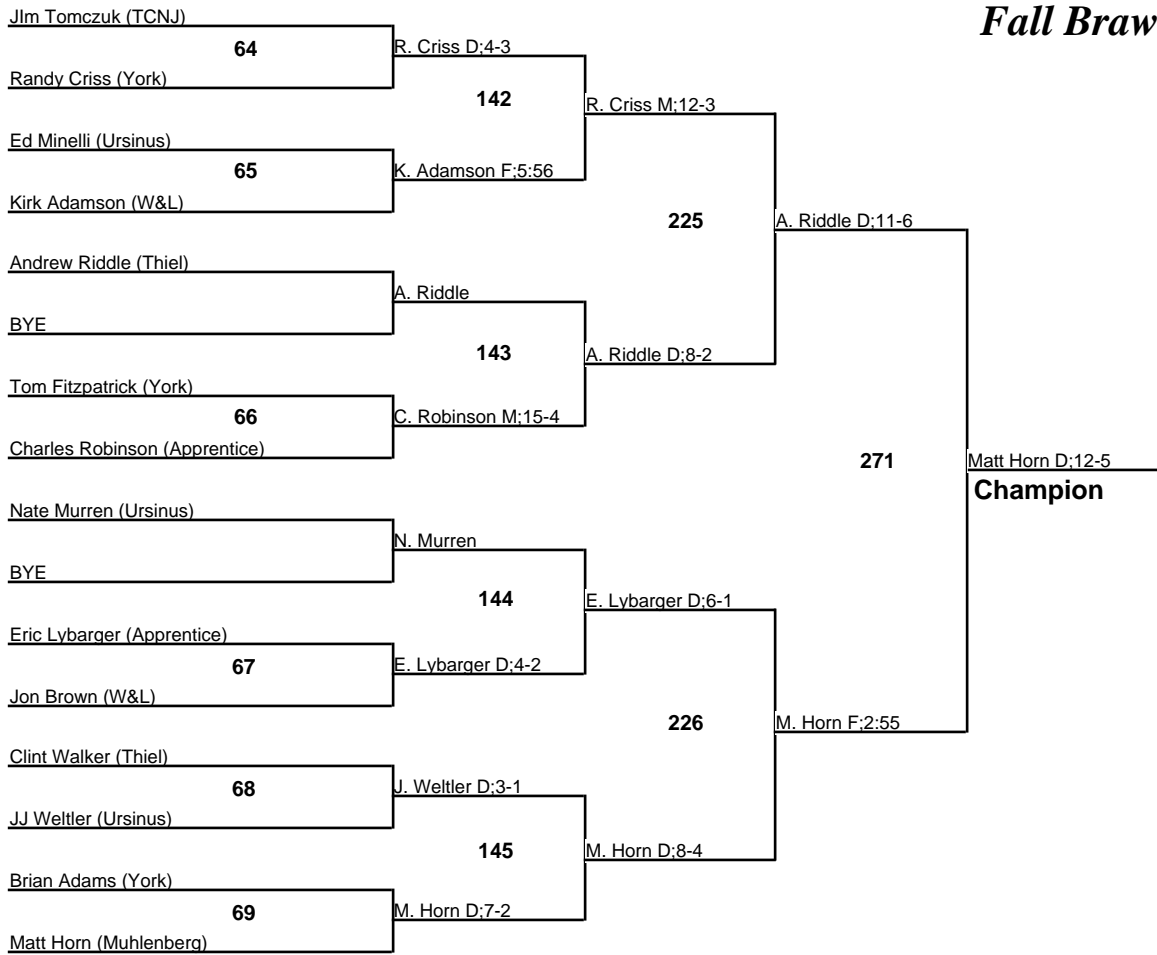 Fall Braw
JIm Tomczuk (TCNJ)
64
R. Criss D;4-3
Randy Criss (York)
142
R. Criss M;12-3
Ed Minelli (Ursinus)
65
K. Adamson F;5:56
Kirk Adamson (W&L)
225
A. Riddle D;11-6
Andrew Riddle (Thiel)
A. Riddle
BYE
143
A. Riddle D;8-2
Tom Fitzpatrick (York)
66
C. Robinson M;15-4
Charles Robinson (Apprentice)
271
Matt Horn D;12-5
Champion
Nate Murren (Ursinus)
N. Murren
BYE
144
E. Lybarger D;6-1
Eric Lybarger (Apprentice)
67
E. Lybarger D;4-2
Jon Brown (W&L)
226
M. Horn F;2:55
Clint Walker (Thiel)
68
J. Weltler D;3-1
JJ Weltler (Ursinus)
145
M. Horn D;8-4
Brian Adams (York)
69
M. Horn D;7-2
Matt Horn (Muhlenberg)